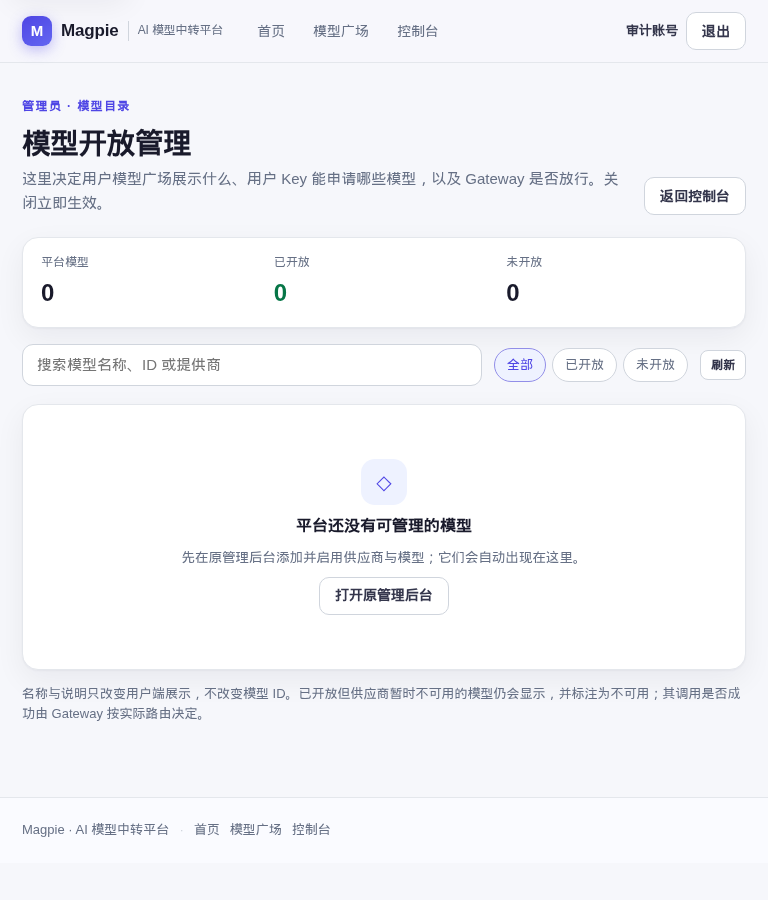 M Magpie AI 模型中转平台 首页 模型广场 控制台 审计账号 退出
管理员 · 模型目录
模型开放管理
这里决定用户模型广场展示什么、用户 Key 能申请哪些模型，以及 Gateway 是否放行。关
闭立即生效。
返回控制台
平台模型 已开放 未开放
0 0 0
搜索模型名称、ID 或提供商 全部 已开放 未开放 刷新
平台还没有可管理的模型
先在原管理后台添加并启用供应商与模型；它们会自动出现在这里。
打开原管理后台
名称与说明只改变用户端展示，不改变模型 ID。已开放但供应商暂时不可用的模型仍会显示，并标注为不可用；其调用是否成
功由 Gateway 按实际路由决定。
Magpie · AI 模型中转平台 · 首页 模型广场 控制台